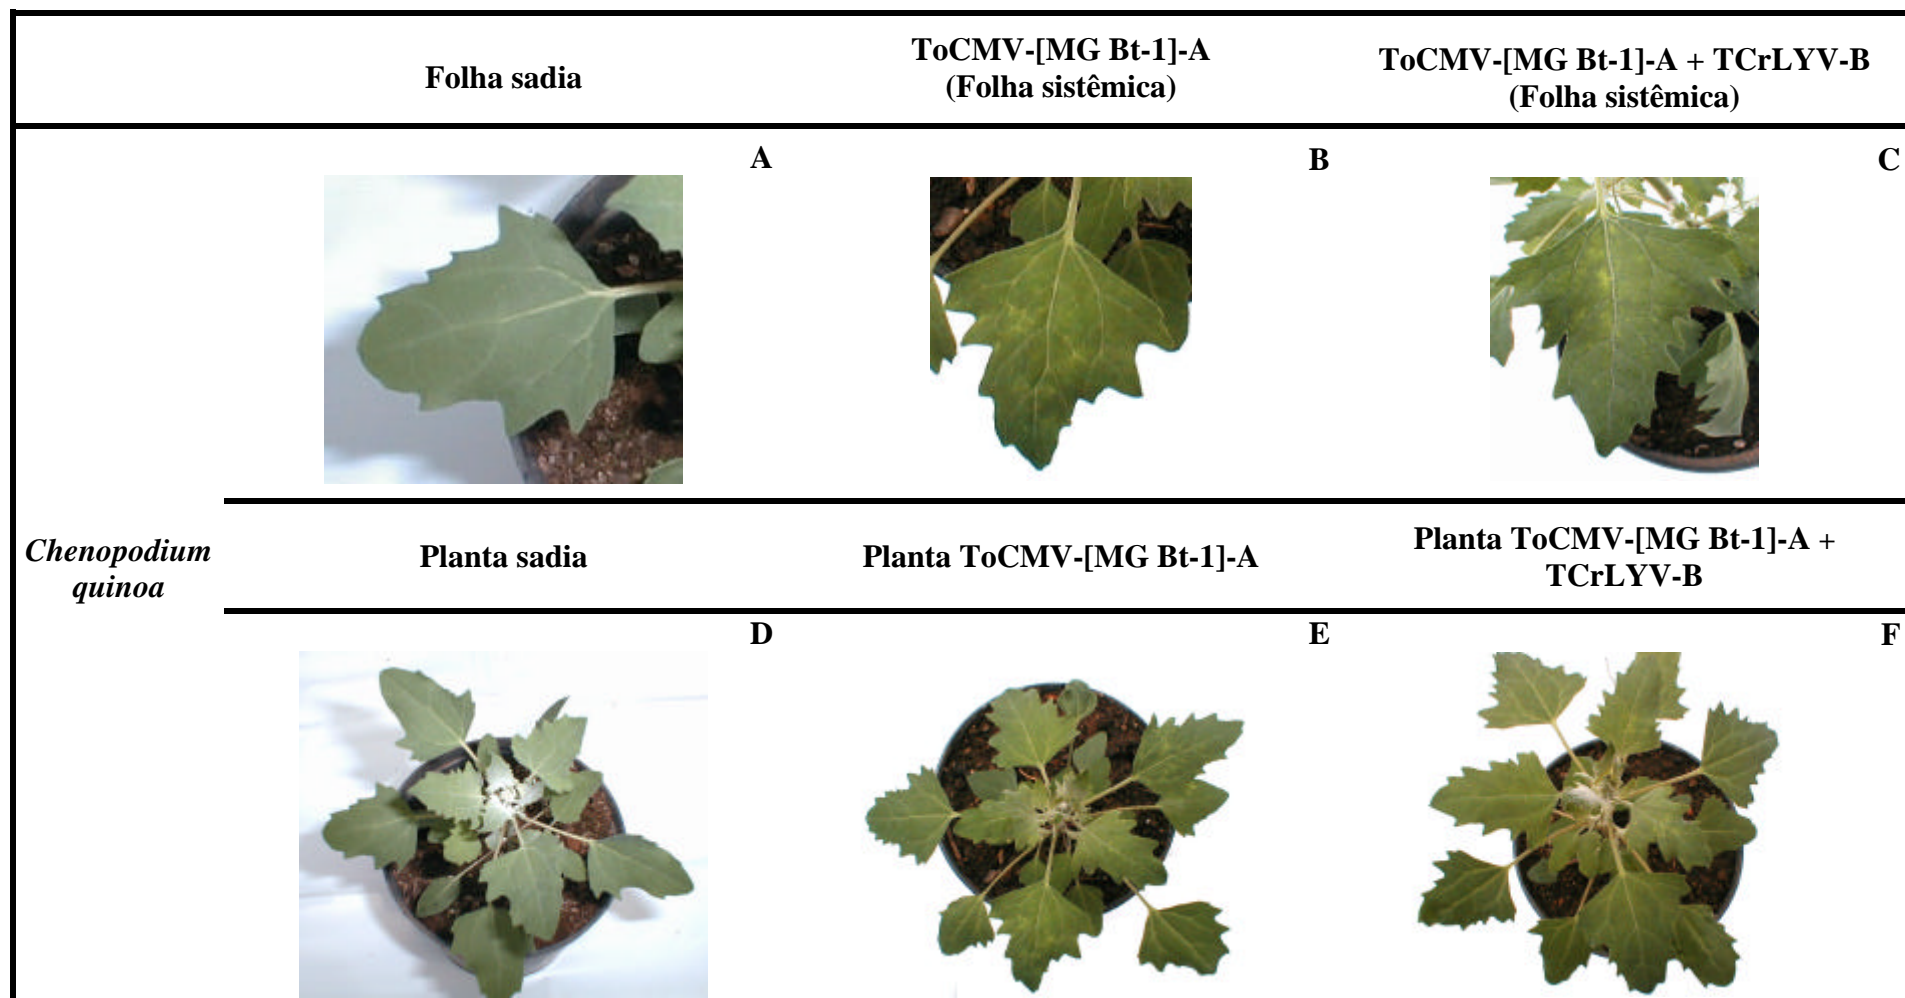 Folha sadia
ToCMV-[MG Bt-1]-A
(Folha sistêmica)
ToCMV-[MG Bt-1]-A + TCrLYV-B
(Folha sistêmica)
A
B
C
Chenopodium
quinoa
Planta sadia
Planta ToCMV-[MG Bt-1]-A
Planta ToCMV-[MG Bt-1]-A +
TCrLYV-B
D
E
F